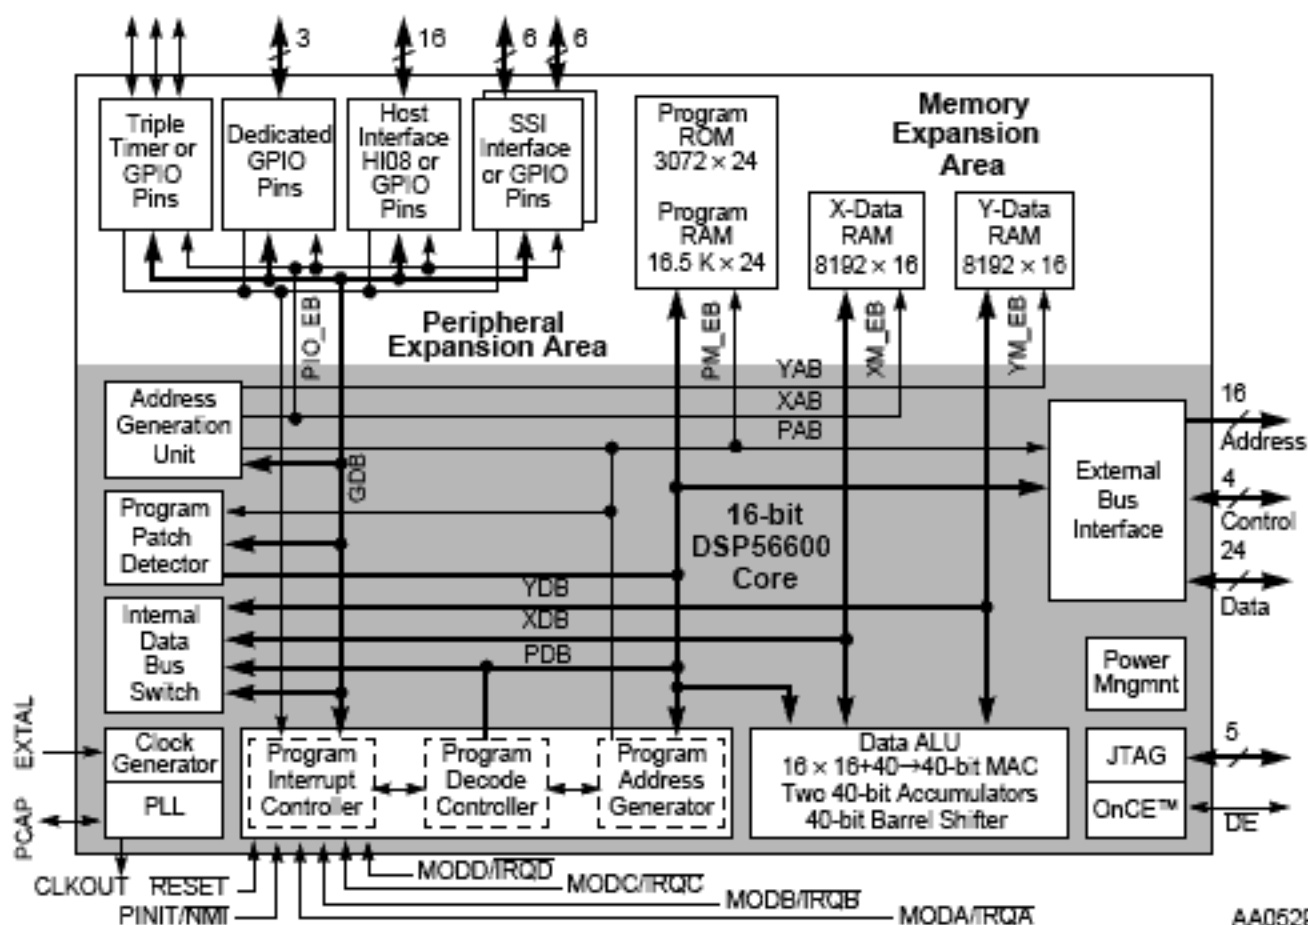 3
16
6
6
Triple
Timer or
GPIO
Pins
Dedicated
GPIO
Pins
Host
Interface
HI08 or
GPIO
Pins
SSI
Interface
or GPIO
Pins
Program
ROM
3072 × 24
Program
RAM
16.5 K × 24
Memory
Expansion
Area
X-Data
RAM
8192 × 16
Y-Data
RAM
8192 × 16
Peripheral
Expansion Area
PIO_EB
PM_EB
XM_EB
YM_EB
YAB
XAB
PAB
Address
Generation
Unit
GDB
Program
Patch
Detector
16-bit
DSP56600
Core
External
Bus
Interface
16
Address
4
Control
24
Data
YDB
XDB
PDB
Internal
Data
Bus
Switch
Power
Mngmnt
EXTAL
Clock
Generator
PLL
PCAP
Program
Interrupt
Controller
Program
Decode
Controller
Program
Address
Generator
Data ALU
16 × 16+40→40-bit MAC
Two 40-bit Accumulators
40-bit Barrel Shifter
JTAG
5
OnCE™
DE
CLKOUT
RESET
MODD/IRQD
MODC/IRQC
MODB/IRQB
PINIT/NMI
MODA/IRQA
AA0529